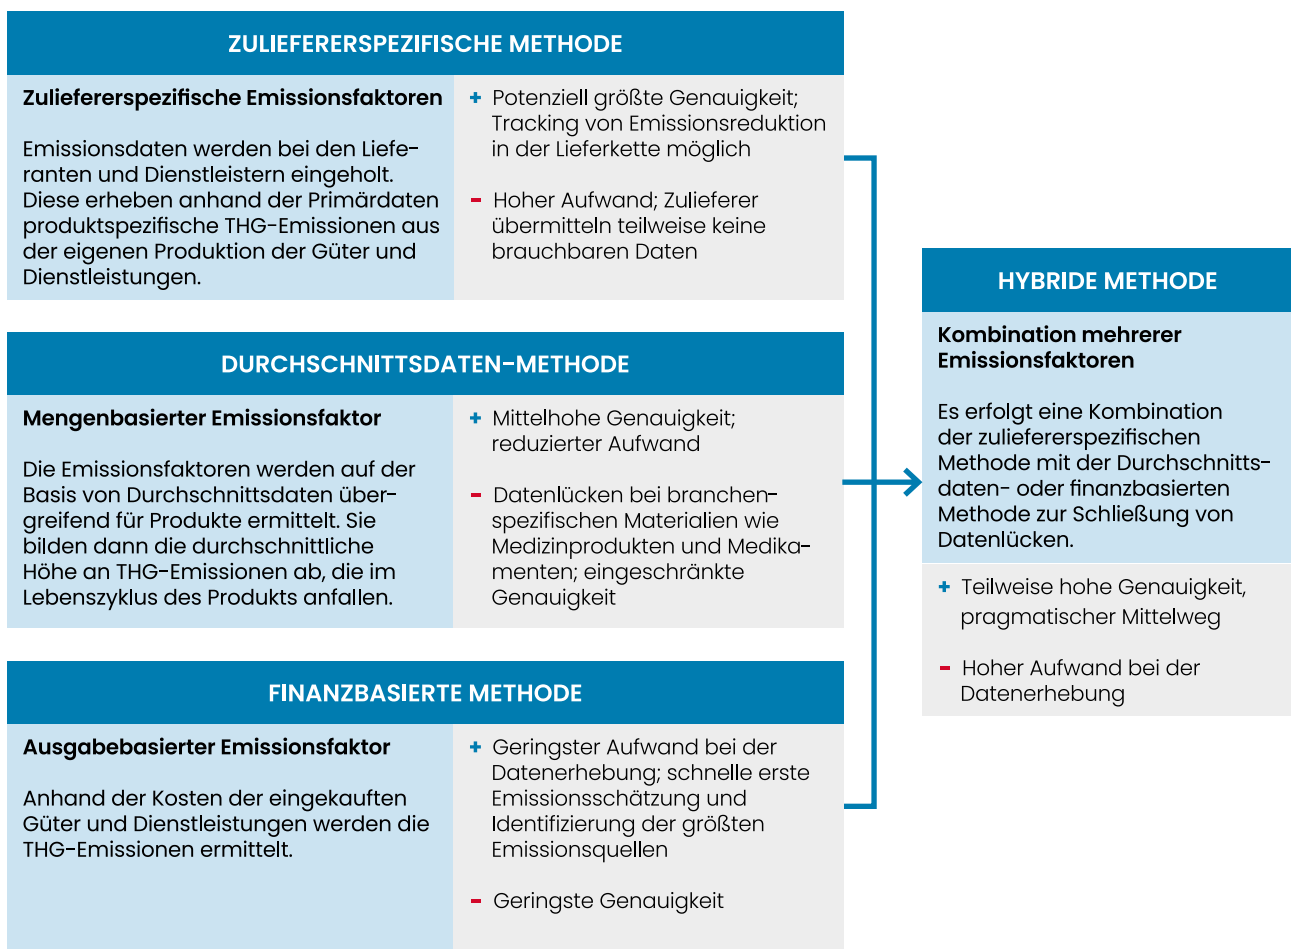 ZULIEFERERSPEZIFISCHE METHODE
Zuliefererspezifische Emissionsfaktoren
Emissionsdaten werden bei den Liefe-
ranten und Dienstleistern eingeholt.
Diese erheben anhand der Primärdaten
produktspezifische THG-Emissionen aus
der eigenen Produktion der Güter und
Dienstleistungen.
+ Potenziell größte Genauigkeit;
Tracking von Emissionsreduktion
in der Lieferkette möglich
- Hoher Aufwand; Zulieferer
übermitteln teilweise keine
brauchbaren Daten
DURCHSCHNITTSDATEN-METHODE
Mengenbasierter Emissionsfaktor
Die Emissionsfaktoren werden auf der
Basis von Durchschnittsdaten über-
greifend für Produkte ermittelt. Sie
bilden dann die durchschnittliche
Höhe an THG-Emissionen ab, die im
Lebenszyklus des Produkts anfallen.
+ Mittelhohe Genauigkeit;
reduzierter Aufwand
- Datenlücken bei branchen-
spezifischen Materialien wie
Medizinprodukten und Medika-
menten; eingeschränkte
Genauigkeit
FINANZBASIERTE METHODE
Ausgabebasierter Emissionsfaktor
Anhand der Kosten der eingekauften
Güter und Dienstleistungen werden die
THG-Emissionen ermittelt.
+ Geringster Aufwand bei der
Datenerhebung; schnelle erste
Emissionsschätzung und
Identifizierung der größten
Emissionsquellen
- Geringste Genauigkeit
HYBRIDE METHODE
Kombination mehrerer
Emissionsfaktoren
Es erfolgt eine Kombination
der zuliefererspezifischen
Methode mit der Durchschnitts-
daten- oder finanzbasierten
Methode zur Schließung von
Datenlücken.
+ Teilweise hohe Genauigkeit,
pragmatischer Mittelweg
- Hoher Aufwand bei der
Datenerhebung